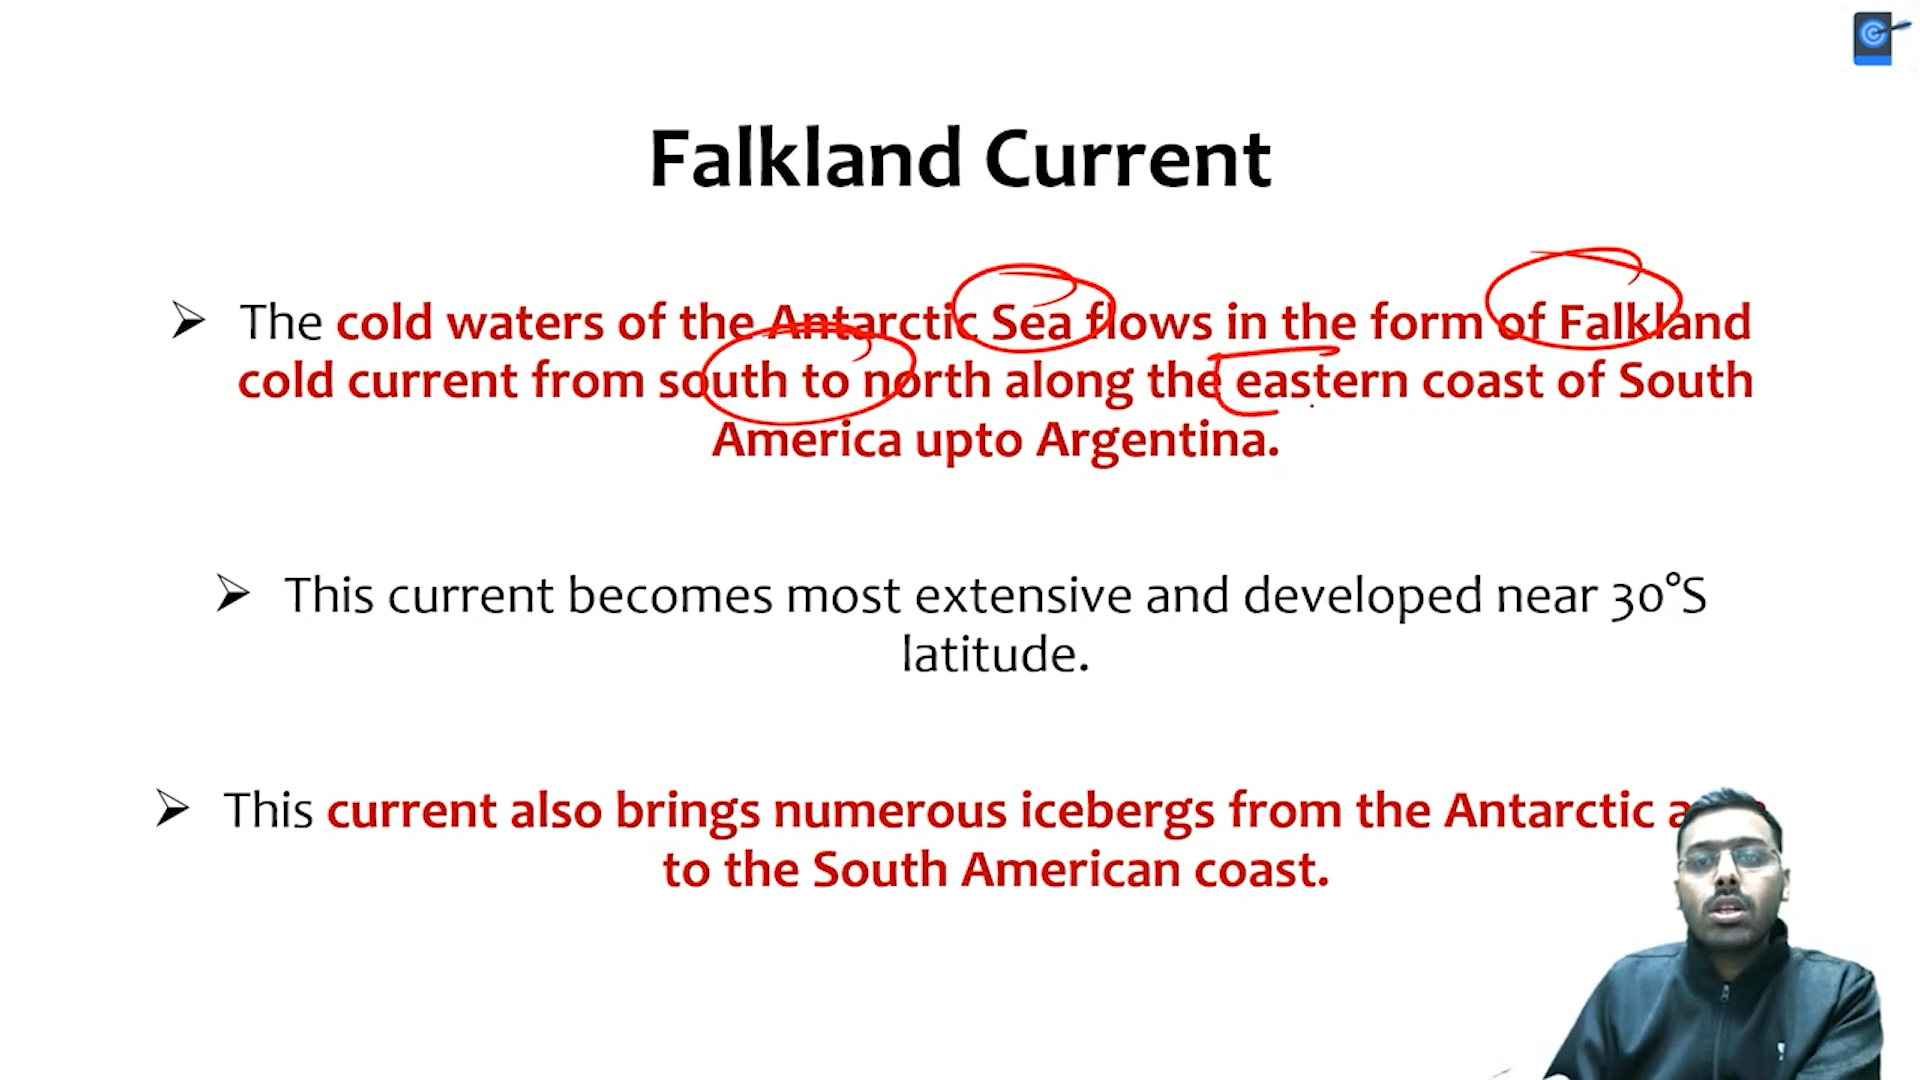 Falkland Current
➢ The cold waters of the Antarctic Sea flows in the form of Falkland
cold current from south to north along the eastern coast of South
America upto Argentina.
➢ This current becomes most extensive and developed near 30°S
latitude.
➢ This current also brings numerous icebergs from the Antarctic
to the South American coast.